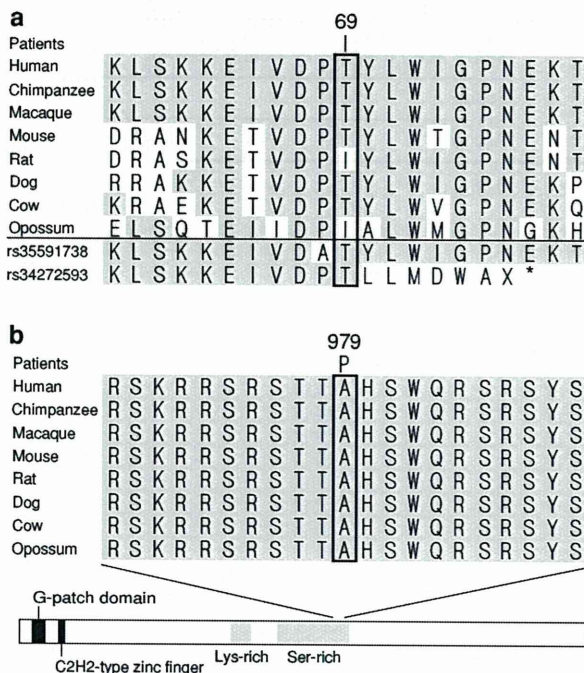 a
69
Patients I
Human K L S K K E I V D P T Y L W I G P N E K T
Chimpanzee K L S K K E I V D P T Y L W I G P N E K T
Macaque K L S K K E I V D P T Y L W I G P N E K T
Mouse D R A N K E T V D P T Y L W T G P N E N T
Rat D R A S K E T V D P I Y L W I G P N E N T
Dog R R A K K E T V D P T Y L W I G P N E K P
Cow K R A E K E T V D P T Y L W V G P N E K Q
Opossum E L S Q T E I I D P I A L W M G P N G K H
rs35591738 K L S K K E I V D A T Y L W I G P N E K T
rs34272593 K L S K K E I V D P T L L M D W A X *
b
979
Patients P
Human R S K R R S R S T T A H S W Q R S R S Y S
Chimpanzee R S K R R S R S T T A H S W Q R S R S Y S
Macaque R S K R R S R S T T A H S W Q R S R S Y S
Mouse R S K R R S R S T T A H S W Q R S R S Y S
Rat R S K R R S R S T T A H S W Q R S R S Y S
Dog R S K R R S R S T T A H S W Q R S R S Y S
Cow R S K R R S R S T T A H S W Q R S R S Y S
Opossum R S K R R S R S T T A H S W Q R S R S Y S
G-patch domain
C2H2-type zinc finger Lys-rich Ser-rich